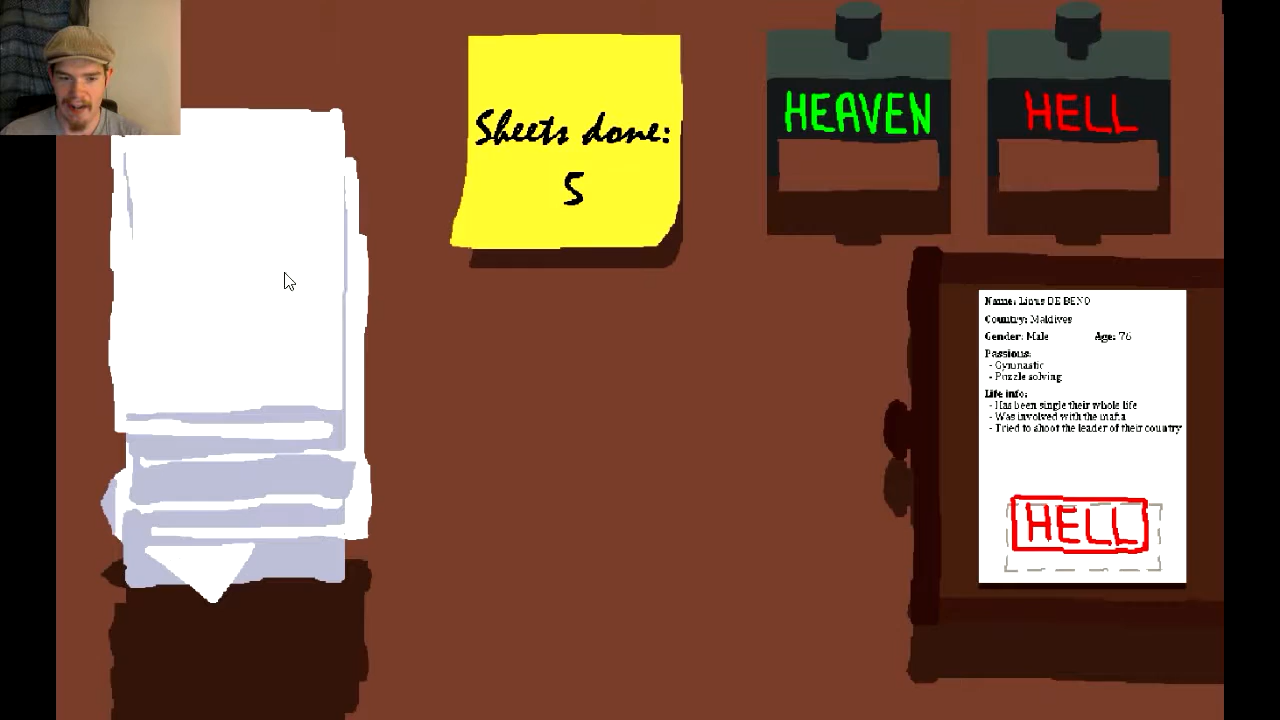 Sheets done:
5
HEAVEN
HELL
Name: Linus DE BENO
Country: Maldives
Gender: Male Age: 76
Passions:
- Gymnastic
- Puzzle solving
Life info:
- Has been single their whole life
- Was involved with the mafia
- Tried to shoot the leader of their country
HELL